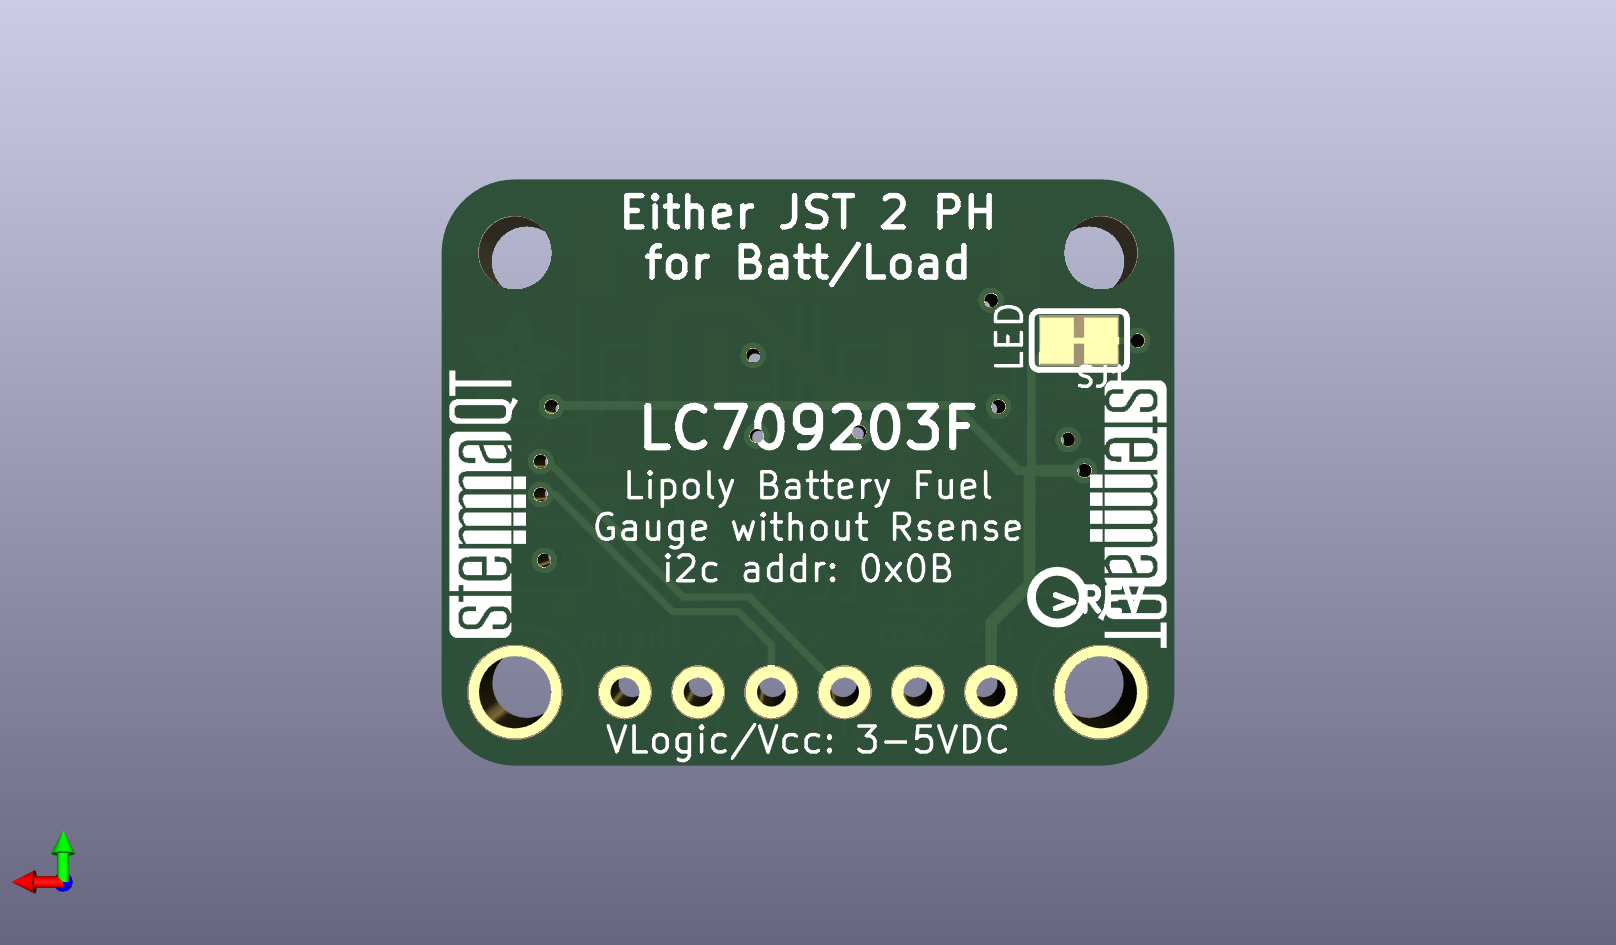 Either JST 2 PH
for Batt/Load
LED
SJ1
stemmaQT
stemmaQT
LC709203F
Lipoly Battery Fuel
Gauge without Rsense
i2c addr: 0x0B
>REV
VLogic/Vcc: 3-5VDC